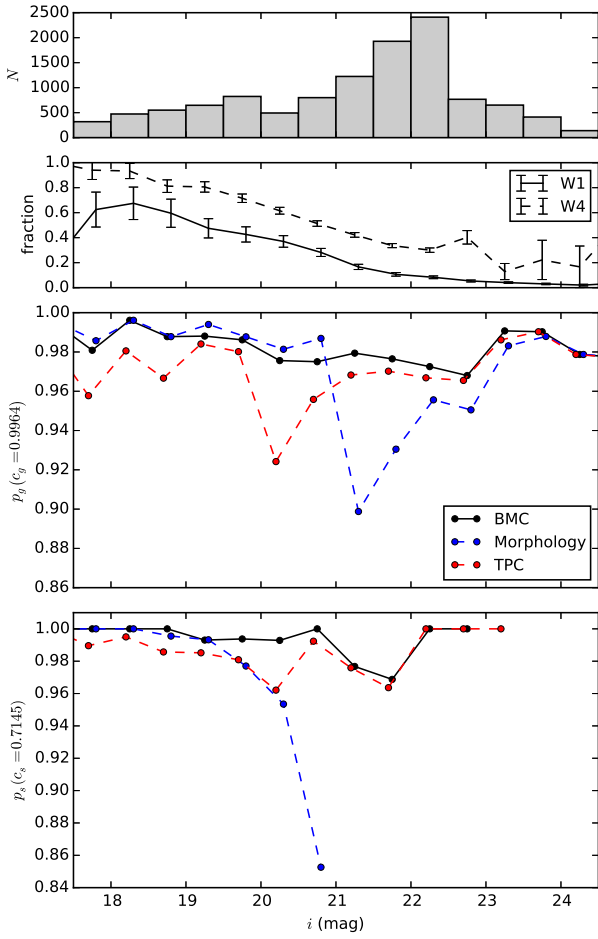 2500
2000
1500
1000
500
0
N
1.0
0.8
0.6
0.4
0.2
0.0
fraction
W1
W4
1.00
0.98
0.96
0.94
0.92
0.90
0.88
0.86
p_g (c_g = 0.9964)
BMC
Morphology
TPC
1.00
0.98
0.96
0.94
0.92
0.90
0.88
0.86
0.84
p_s (c_s = 0.7145)
18 19 20 21 22 23 24
i (mag)